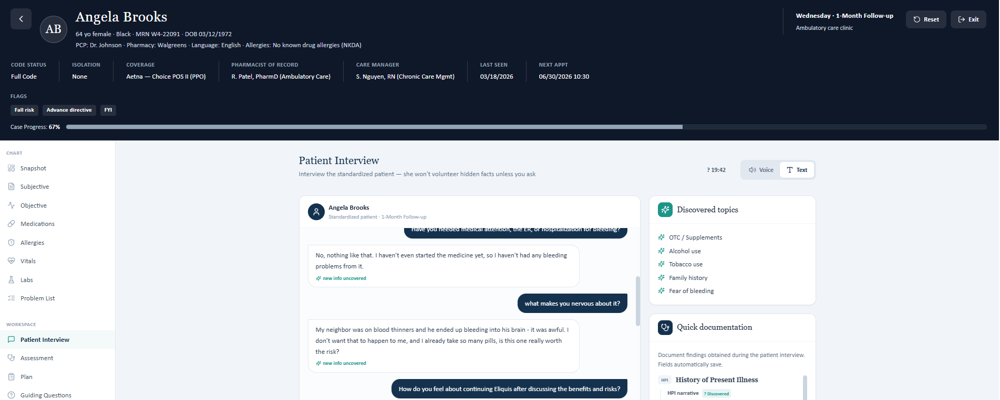 AB
Angela Brooks
64 yo female · Black · MRN W4-22091 · DOB 03/12/1972
PCP: Dr. Johnson · Pharmacy: Walgreens · Language: English · Allergies: No known drug allergies (NKDA)
Wednesday · 1-Month Follow-up
Ambulatory care clinic
Reset
Exit
CODE STATUS
Full Code
ISOLATION
None
COVERAGE
Aetna — Choice POS II (PPO)
PHARMACIST OF RECORD
R. Patel, PharmD (Ambulatory Care)
CARE MANAGER
S. Nguyen, RN (Chronic Care Mgmt)
LAST SEEN
03/18/2026
NEXT APPT
06/30/2026 10:30
FLAGS
Fall risk
Advance directive
FYI
Case Progress: 67%
CHART
Snapshot
Subjective
Objective
Medications
Allergies
Vitals
Labs
Problem List
WORKSPACE
Patient Interview
Assessment
Plan
Guiding Questions
Patient Interview
Interview the standardized patient — she won't volunteer hidden facts unless you ask
? 19:42
Voice
Text
Angela Brooks
Standardized patient · 1-Month Follow-up
Have you needed medical attention, the ER, or hospitalization for bleeding?
No, nothing like that. I haven't even started the medicine yet, so I haven't had any bleeding
problems from it.
new info uncovered
what makes you nervous about it?
My neighbor was on blood thinners and he ended up bleeding into his brain - it was awful. I
don't want that to happen to me, and I already take so many pills, is this one really worth
the risk?
new info uncovered
How do you feel about continuing Eliquis after discussing the benefits and risks?
Discovered topics
OTC / Supplements
Alcohol use
Tobacco use
Family history
Fear of bleeding
Quick documentation
Document findings obtained during the patient interview.
Fields automatically save.
HPI
History of Present Illness
HPI narrative
? Discovered